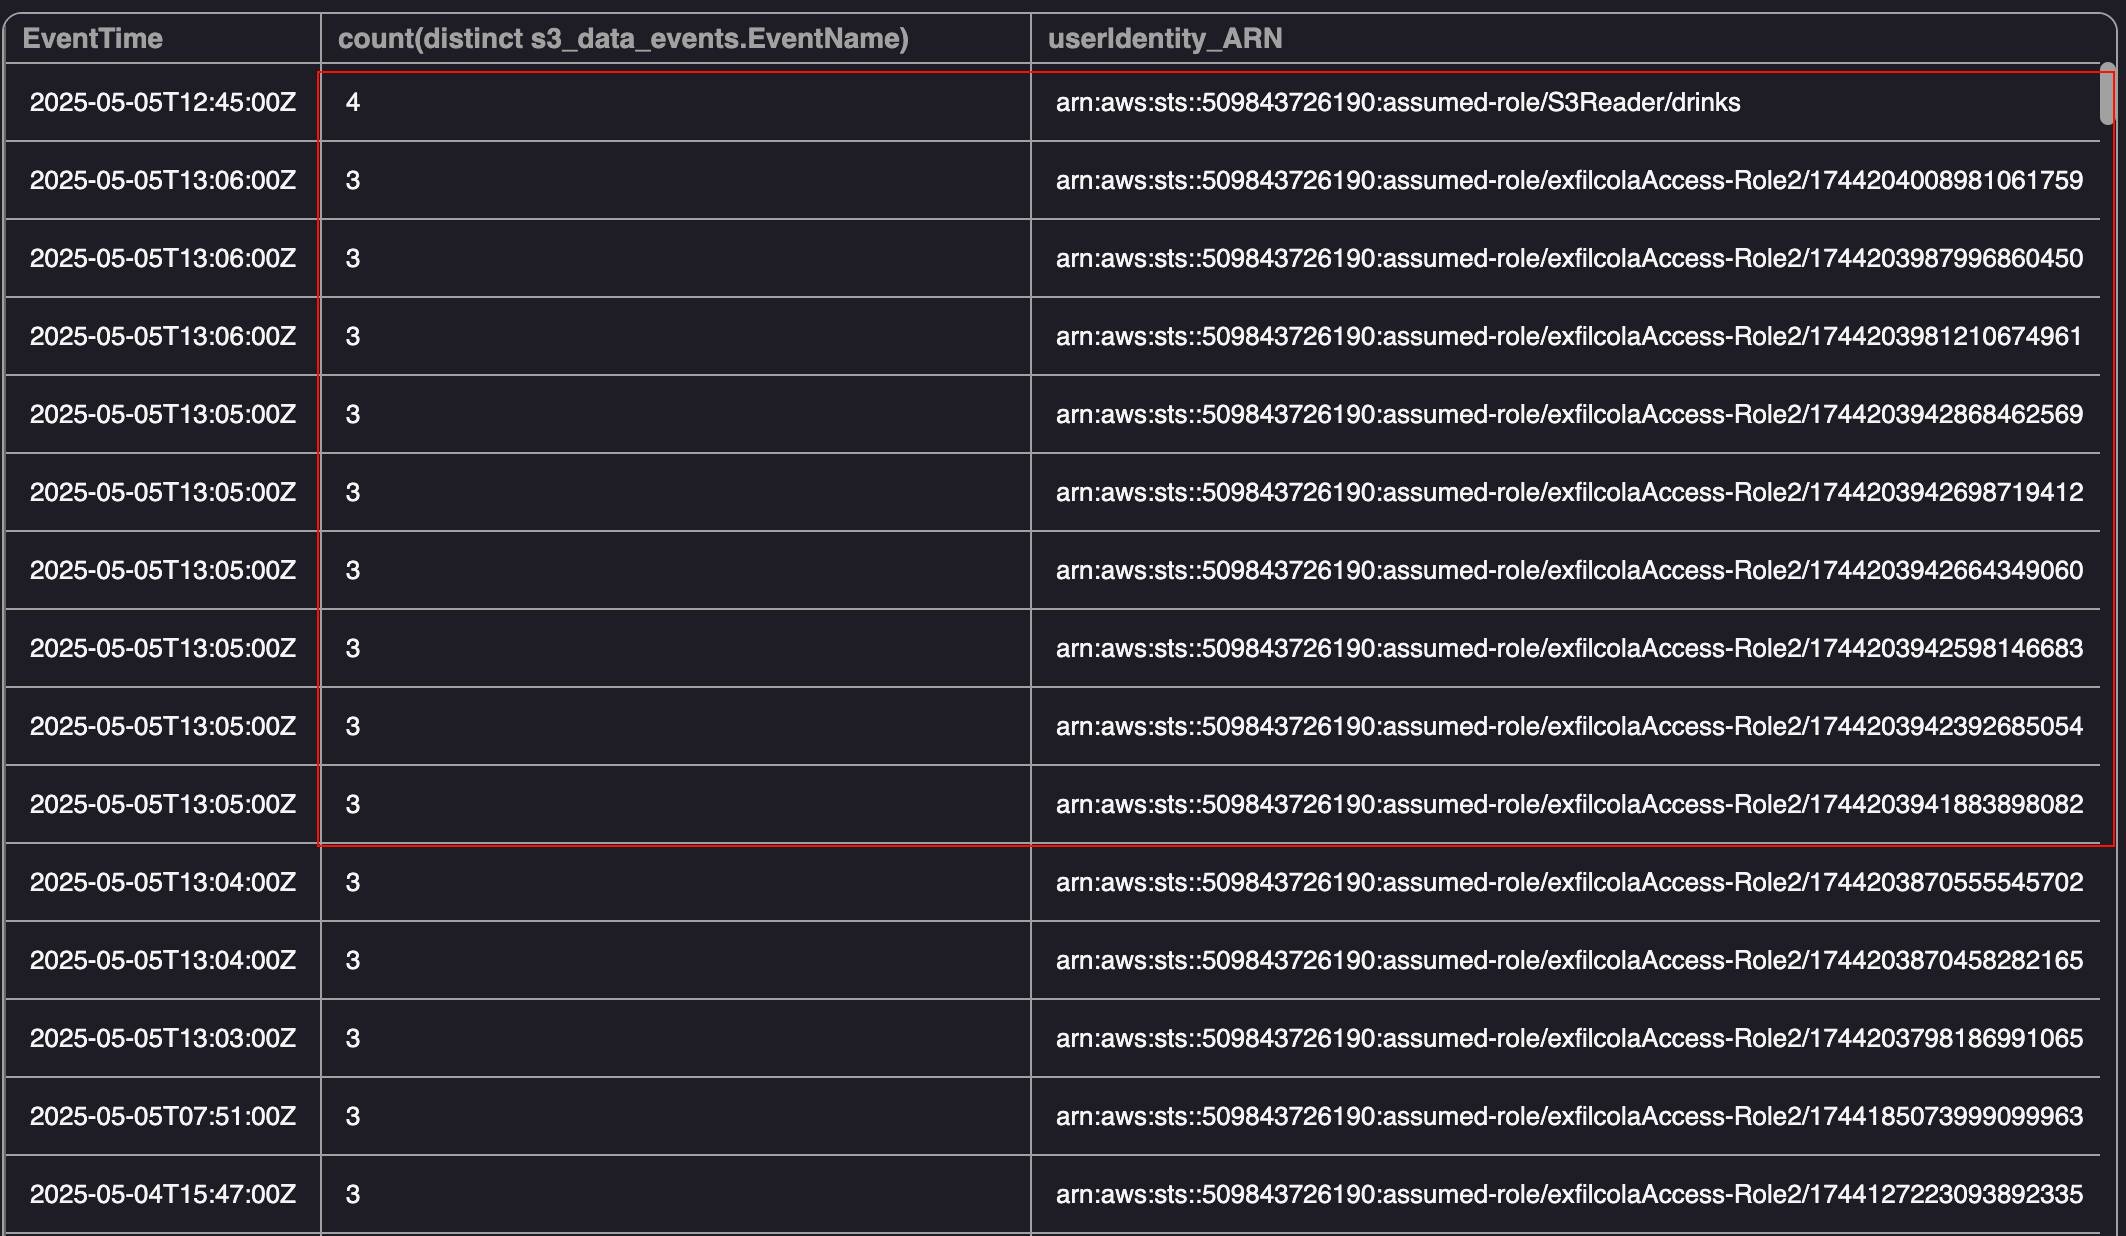 EventTime count(distinct s3_data_events.EventName) userIdentity_ARN
2025-05-05T12:45:00Z 4 arn:aws:sts::509843726190:assumed-role/S3Reader/drinks
2025-05-05T13:06:00Z 3 arn:aws:sts::509843726190:assumed-role/exfilcolaAccess-Role2/1744204008981061759
2025-05-05T13:06:00Z 3 arn:aws:sts::509843726190:assumed-role/exfilcolaAccess-Role2/1744203987996860450
2025-05-05T13:06:00Z 3 arn:aws:sts::509843726190:assumed-role/exfilcolaAccess-Role2/1744203981210674961
2025-05-05T13:05:00Z 3 arn:aws:sts::509843726190:assumed-role/exfilcolaAccess-Role2/1744203942868462569
2025-05-05T13:05:00Z 3 arn:aws:sts::509843726190:assumed-role/exfilcolaAccess-Role2/1744203942698719412
2025-05-05T13:05:00Z 3 arn:aws:sts::509843726190:assumed-role/exfilcolaAccess-Role2/1744203942664349060
2025-05-05T13:05:00Z 3 arn:aws:sts::509843726190:assumed-role/exfilcolaAccess-Role2/1744203942598146683
2025-05-05T13:05:00Z 3 arn:aws:sts::509843726190:assumed-role/exfilcolaAccess-Role2/1744203942392685054
2025-05-05T13:05:00Z 3 arn:aws:sts::509843726190:assumed-role/exfilcolaAccess-Role2/1744203941883898082
2025-05-05T13:04:00Z 3 arn:aws:sts::509843726190:assumed-role/exfilcolaAccess-Role2/1744203870555545702
2025-05-05T13:04:00Z 3 arn:aws:sts::509843726190:assumed-role/exfilcolaAccess-Role2/1744203870458282165
2025-05-05T13:03:00Z 3 arn:aws:sts::509843726190:assumed-role/exfilcolaAccess-Role2/1744203798186991065
2025-05-05T07:51:00Z 3 arn:aws:sts::509843726190:assumed-role/exfilcolaAccess-Role2/1744185073999099963
2025-05-04T15:47:00Z 3 arn:aws:sts::509843726190:assumed-role/exfilcolaAccess-Role2/1744127223093892335